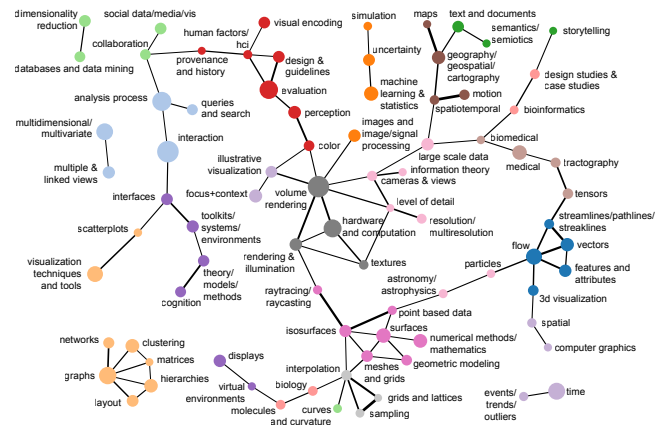 dimensionality
reduction
social data/media/vis
collaboration
databases and data mining
human factors/
hci
provenance
and history
visual encoding
design &
guidelines
evaluation
perception
color
simulation
uncertainty
machine
learning &
statistics
images and
image/signal
processing
maps
text and documents
semantics/
semiotics
geography/
geospatial/
cartography
motion
spatiotemporal
storytelling
design studies &
case studies
bioinformatics
biomedical
medical
tractography
tensors
analysis process
queries
and search
multidimensional/
multivariate
interaction
multiple &
linked views
illustrative
visualization
focus+context
volume
rendering
large scale data
information theory
cameras & views
level of detail
resolution/
multiresolution
hardware
and computation
textures
rendering &
illumination
interfaces
toolkits/
systems/
environments
scatterplots
visualization
techniques
and tools
theory/
models/
methods
cognition
streamlines/pathlines/
streaklines
flow
vectors
features and
attributes
3d visualization
spatial
computer graphics
particles
astronomy/
astrophysics
point based data
raytracing/
raycasting
isosurfaces
surfaces
numerical methods/
mathematics
geometric modeling
meshes
and grids
interpolation
grids and lattices
sampling
curves
and curvature
biology
molecules
displays
virtual
environments
networks
clustering
matrices
graphs
hierarchies
layout
events/
trends/
outliers
time